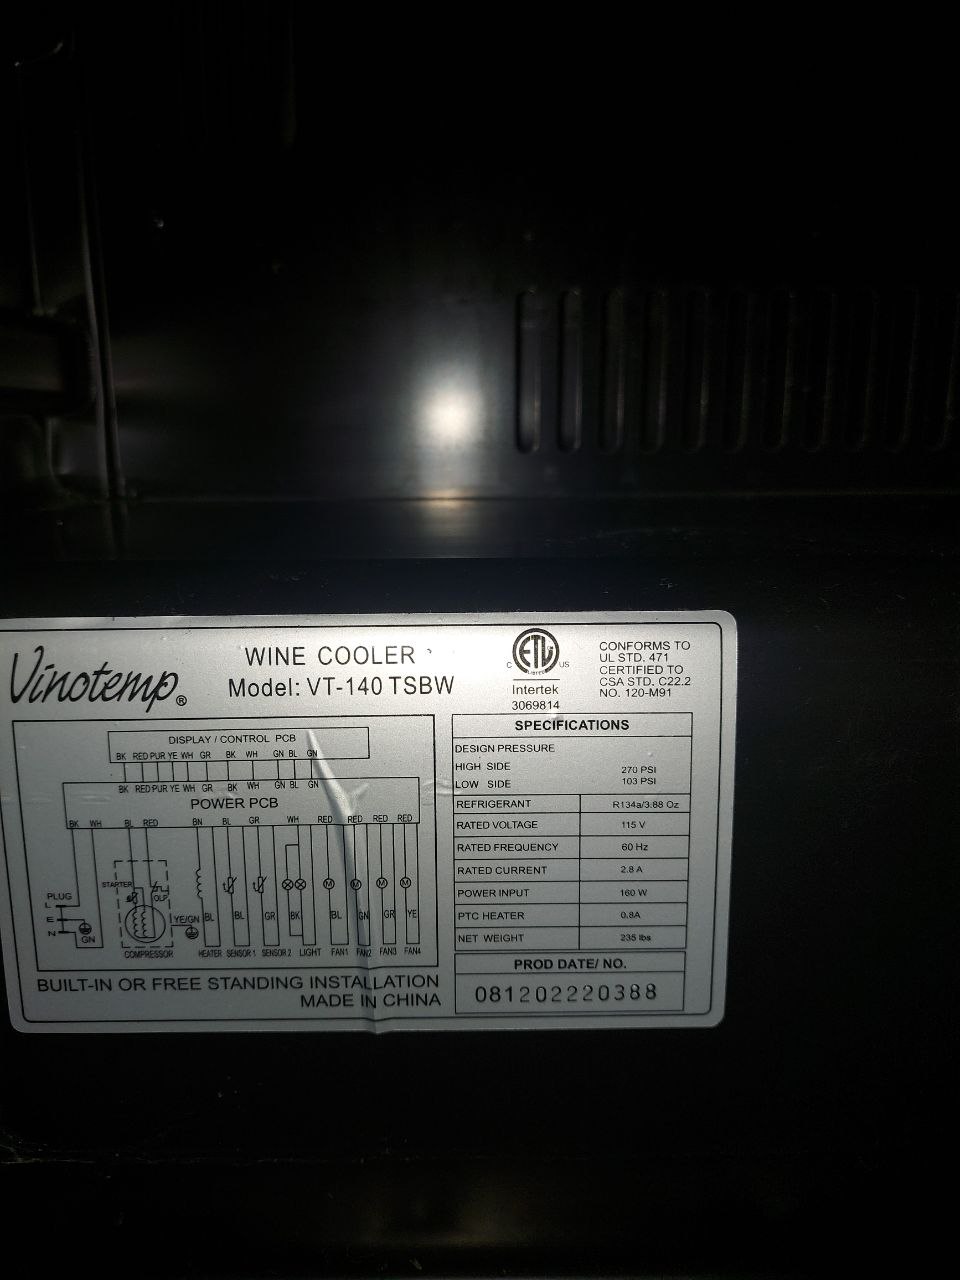 Vinotemp®
WINE COOLER
Model: VT-140 TSBW
C ETL US
Intertek
3069814
CONFORMS TO
UL STD. 471
CERTIFIED TO
CSA STD. C22.2
NO. 120-M91
DISPLAY / CONTROL PCB
BK RED PUR YE WH GR BK WH GN BL GN
BK RED PUR YE WH GR BK WH GN BL GN
POWER PCB
BK WH BL RED BN BL GR WH RED RED RED RED
STARTER
OLP
PLUG
L
E
N
GN
YE/GN
BL BL GR BK BL GN GR YE
COMPRESSOR HEATER SENSOR 1 SENSOR 2 LIGHT FAN1 FAN2 FAN3 FAN4
M M M M
BUILT-IN OR FREE STANDING INSTALLATION
MADE IN CHINA
SPECIFICATIONS
DESIGN PRESSURE
HIGH SIDE 270 PSI
LOW SIDE 103 PSI
REFRIGERANT R134a/3.88 Oz
RATED VOLTAGE 115 V
RATED FREQUENCY 60 Hz
RATED CURRENT 2.8 A
POWER INPUT 160 W
PTC HEATER 0.8A
NET WEIGHT 235 lbs
PROD DATE/ NO.
081202220388